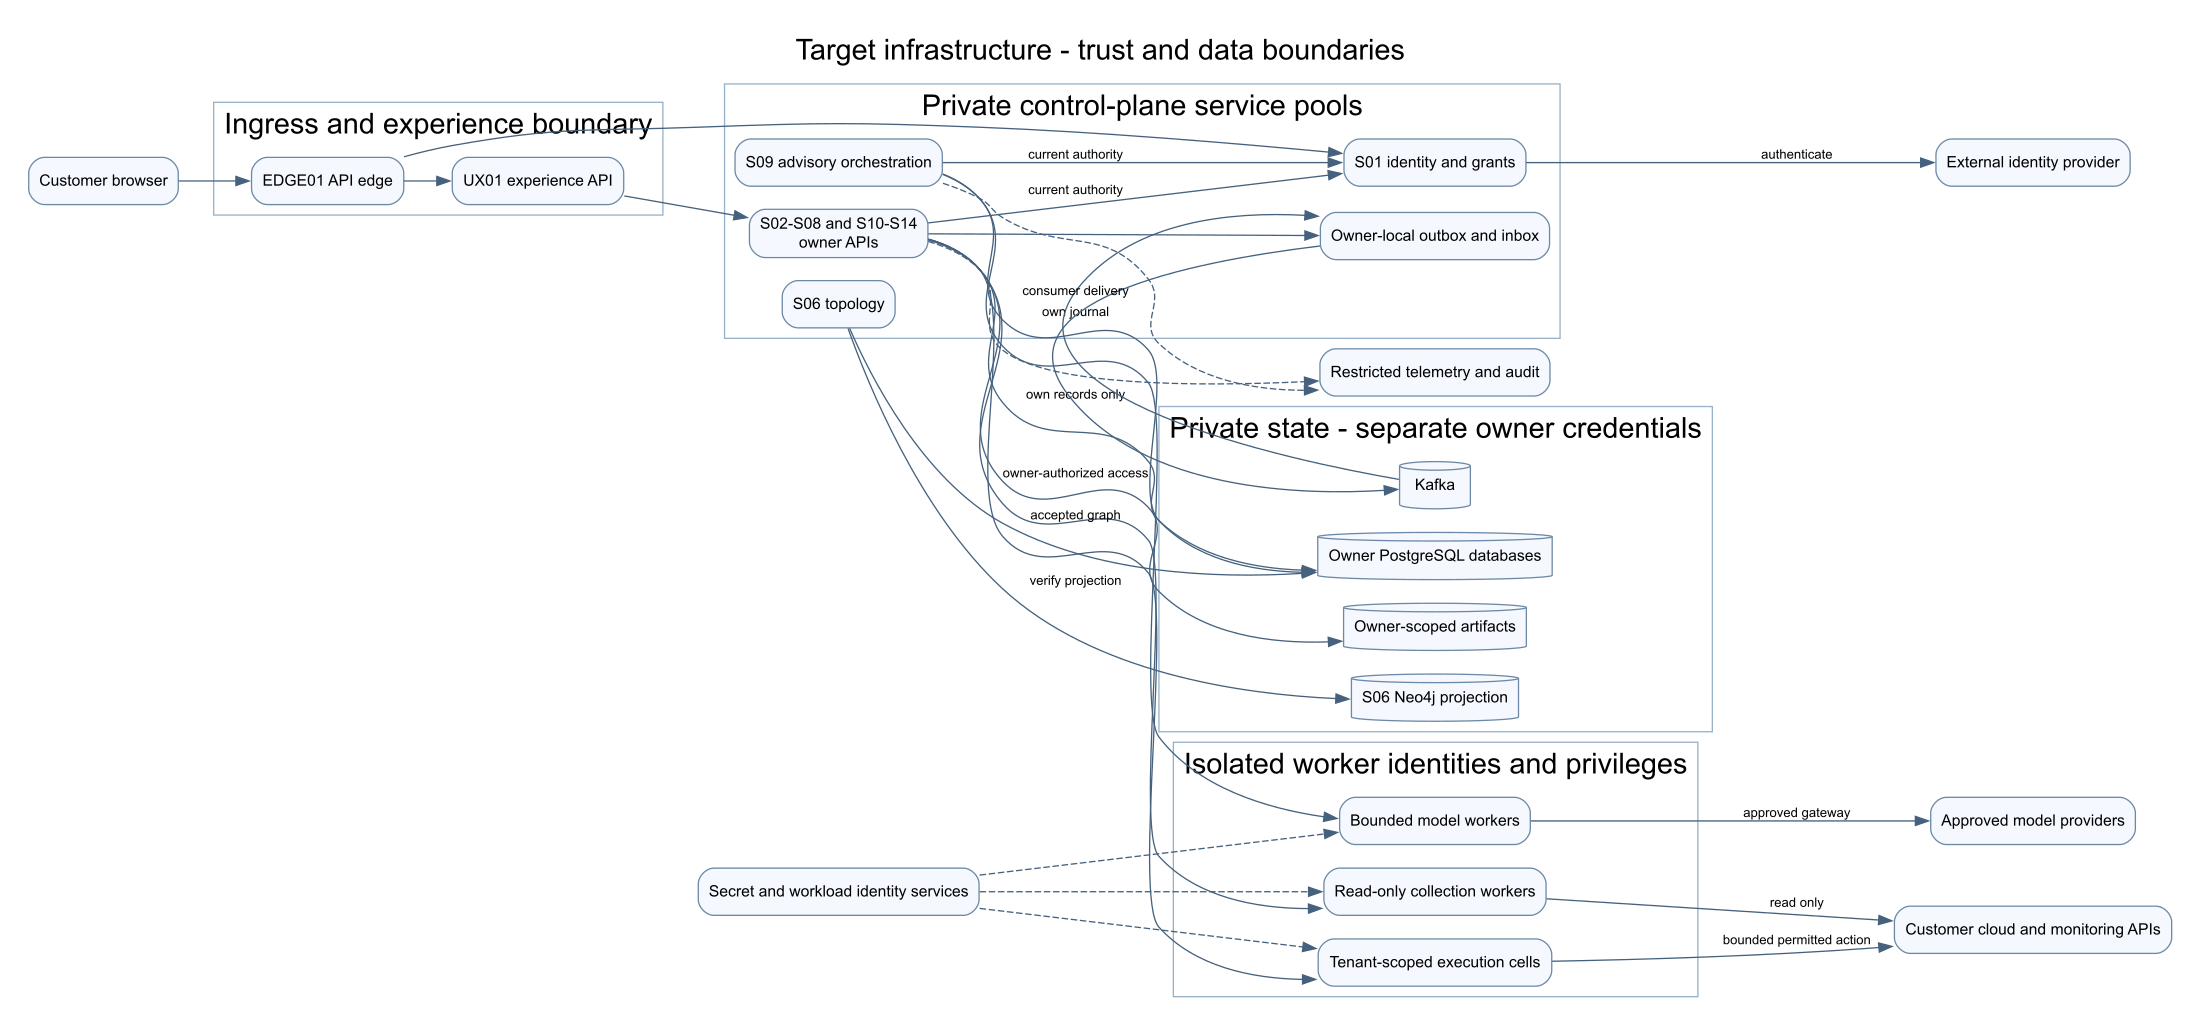 Target infrastructure - trust and data boundaries
Private control-plane service pools
Ingress and experience boundary
Customer browser
EDGE01 API edge
UX01 experience API
S09 advisory orchestration
current authority
S01 identity and grants
authenticate
External identity provider
current authority
S02-S08 and S10-S14
owner APIs
Owner-local outbox and inbox
S06 topology
consumer delivery
own journal
Restricted telemetry and audit
own records only
Private state - separate owner credentials
owner-authorized access
Kafka
accepted graph
Owner PostgreSQL databases
verify projection
Owner-scoped artifacts
S06 Neo4j projection
Isolated worker identities and privileges
Bounded model workers
approved gateway
Approved model providers
Secret and workload identity services
Read-only collection workers
read only
Customer cloud and monitoring APIs
bounded permitted action
Tenant-scoped execution cells